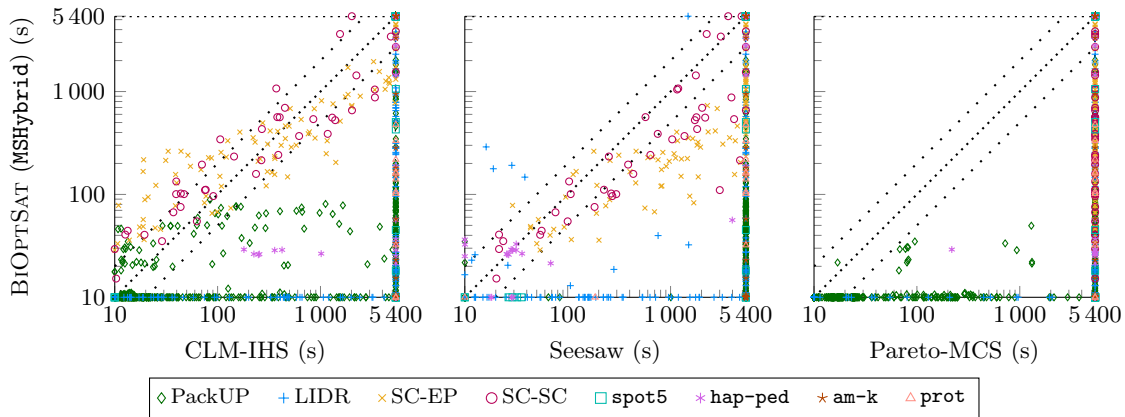 5 400
1 000
100
10
BIOPTSAT (MSHybrid) (s)
10 100 1 000 5 400
10 100 1 000 5 400
10 100 1 000 5 400
CLM-IHS (s)
Seesaw (s)
Pareto-MCS (s)
PackUP LIDR SC-EP SC-SC spot5 hap-ped am-k prot